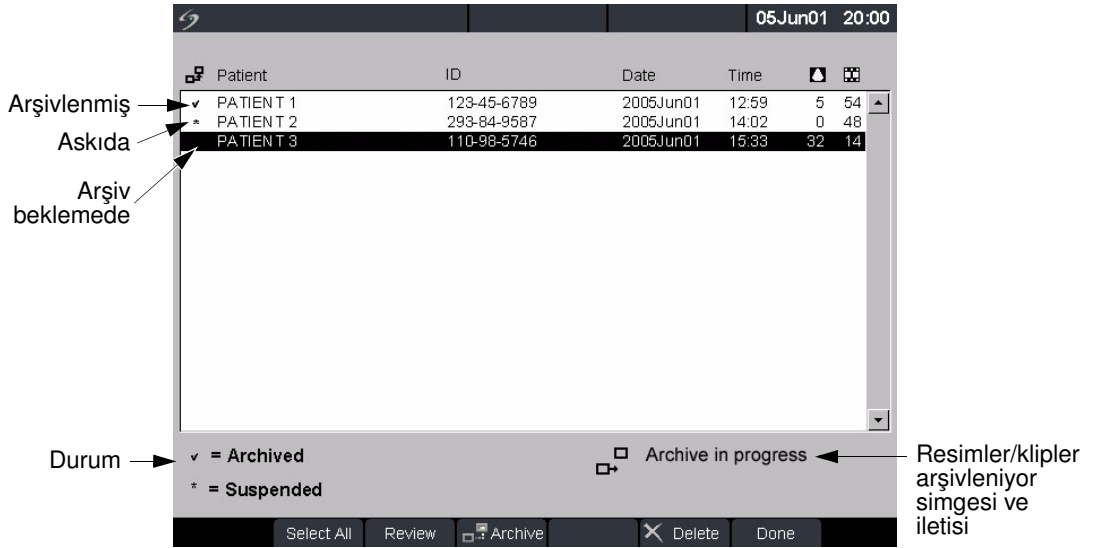 05Jun01 20:00
Patient ID Date Time
Arşivlenmiş
✓ PATIENT 1 123-45-6789 2005Jun01 12:59 5 54
Askıda
* PATIENT 2 293-84-9587 2005Jun01 14:02 0 48
PATIENT 3 110-98-5746 2005Jun01 15:33 32 14
Arşiv
beklemede
Durum
✓ = Archived
* = Suspended
Archive in progress
Resimler/klipler
arşivleniyor
simgesi ve
iletisi
Select All Review Archive Delete Done